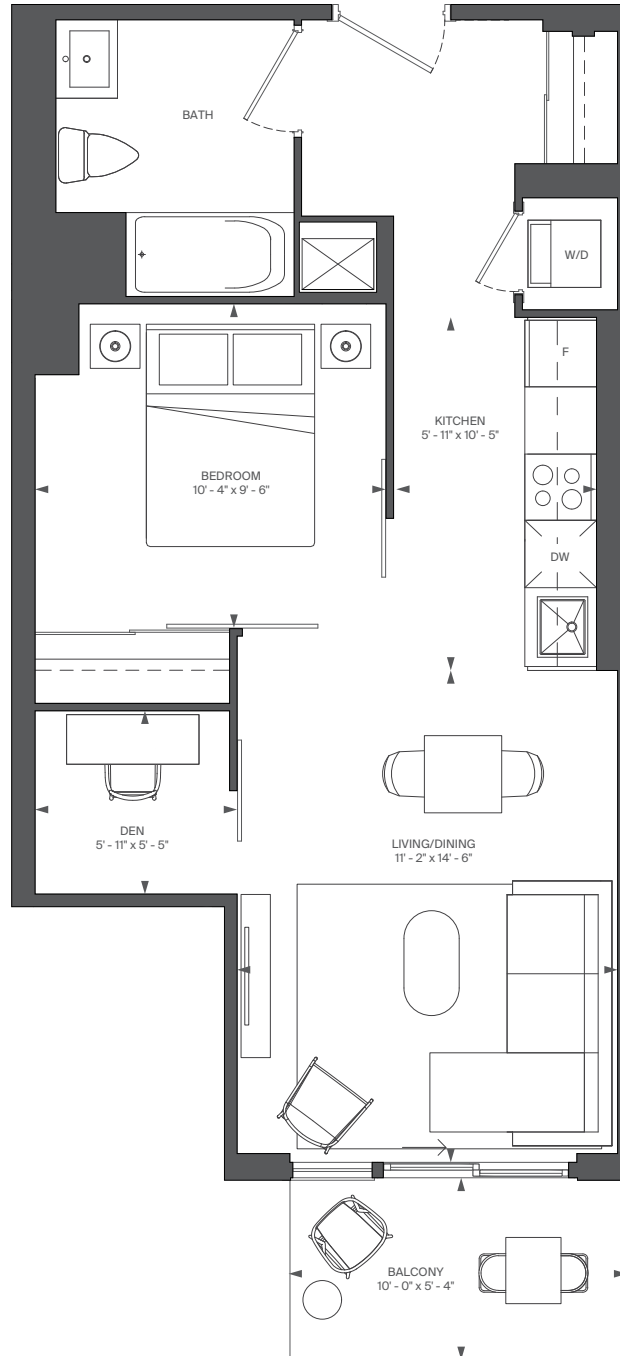 BATH
W/D
F
KITCHEN
5' - 11" x 10' - 5"
BEDROOM
10' - 4" x 9' - 6"
DW
DEN
5' - 11" x 5' - 5"
LIVING/DINING
11' - 2" x 14' - 6"
BALCONY
10' - 0" x 5' - 4"